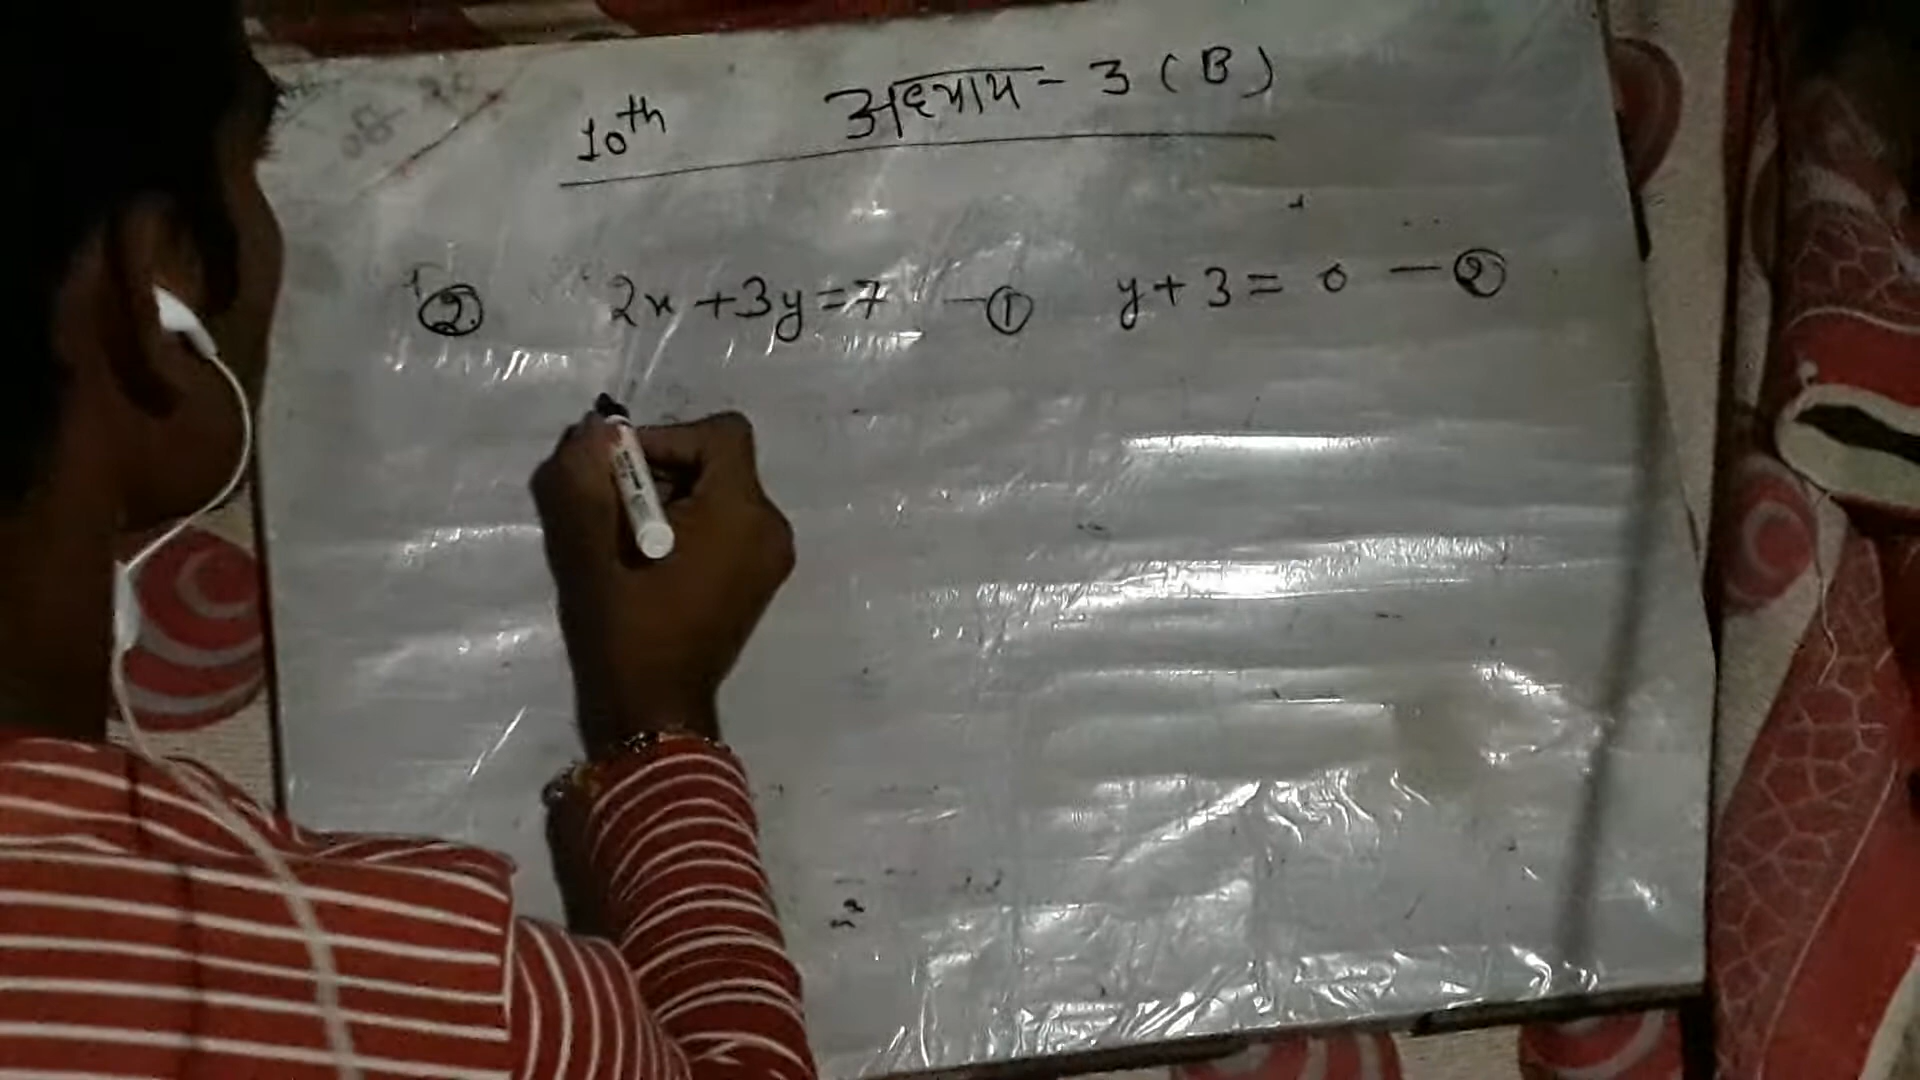 10th अध्याय - 3 (B)
② 2x + 3y = 7 — ① y + 3 = 0 — ②